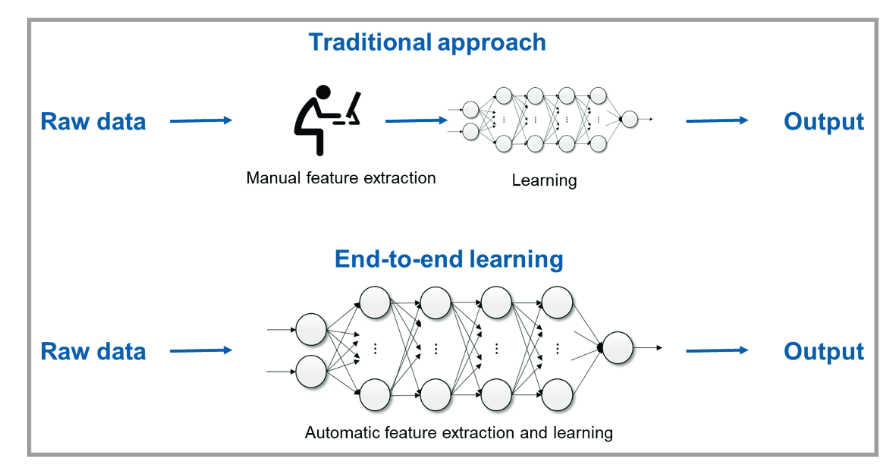 Traditional approach
Raw data
Output
Manual feature extraction
Learning
End-to-end learning
Raw data
Output
Automatic feature extraction and learning